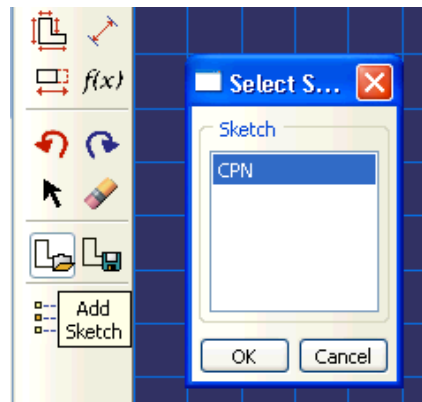 f(x)
Select S...
Sketch
CPN
Add
Sketch
OK
Cancel